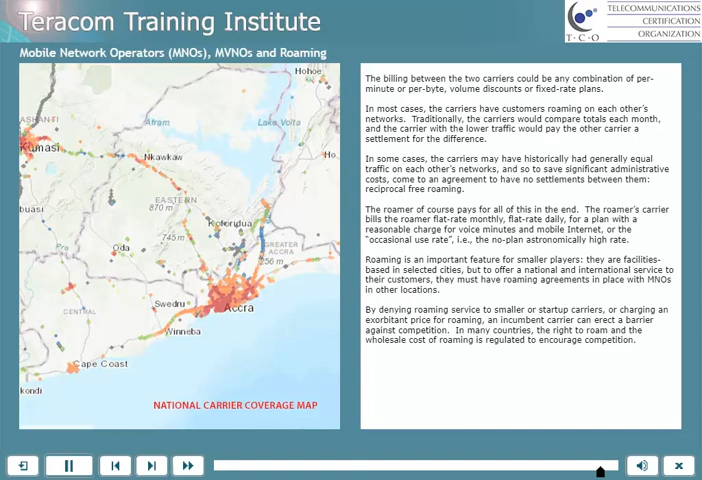 Teracom Training Institute
TELECOMMUNICATIONS
CERTIFICATION
ORGANIZATION
T • C • O
Mobile Network Operators (MNOs), MVNOs and Roaming
Hohoe
ASHANTI
Afram
Lake Volta
Kumasi
Nkawkaw
Ho
EASTERN
870 m
buasi
Koforidua
745 m
Pra
Oda
GREATER
ACCRA
256 m
CENTRAL
Swedru
Accra
Winneba
Cape Coast
kondi
NATIONAL CARRIER COVERAGE MAP
The billing between the two carriers could be any combination of per-
minute or per-byte, volume discounts or fixed-rate plans.
In most cases, the carriers have customers roaming on each other's
networks. Traditionally, the carriers would compare totals each month,
and the carrier with the lower traffic would pay the other carrier a
settlement for the difference.
In some cases, the carriers may have historically had generally equal
traffic on each other's networks, and so to save significant administrative
costs, come to an agreement to have no settlements between them:
reciprocal free roaming.
The roamer of course pays for all of this in the end. The roamer's carrier
bills the roamer flat-rate monthly, flat-rate daily, for a plan with a
reasonable charge for voice minutes and mobile Internet, or the
"occasional use rate", i.e., the no-plan astronomically high rate.
Roaming is an important feature for smaller players: they are facilities-
based in selected cities, but to offer a national and international service to
their customers, they must have roaming agreements in place with MNOs
in other locations.
By denying roaming service to smaller or startup carriers, or charging an
exorbitant price for roaming, an incumbent carrier can erect a barrier
against competition. In many countries, the right to roam and the
wholesale cost of roaming is regulated to encourage competition.